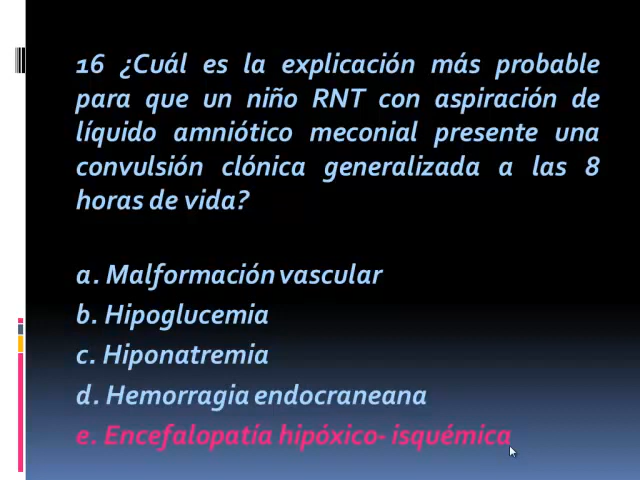 16 ¿Cuál es la explicación más probable
para que un niño RNT con aspiración de
líquido amniótico meconial presente una
convulsión clónica generalizada a las 8
horas de vida?
a. Malformación vascular
b. Hipoglucemia
c. Hiponatremia
d. Hemorragia endocraneana
e. Encefalopatía hipóxico- isquémica